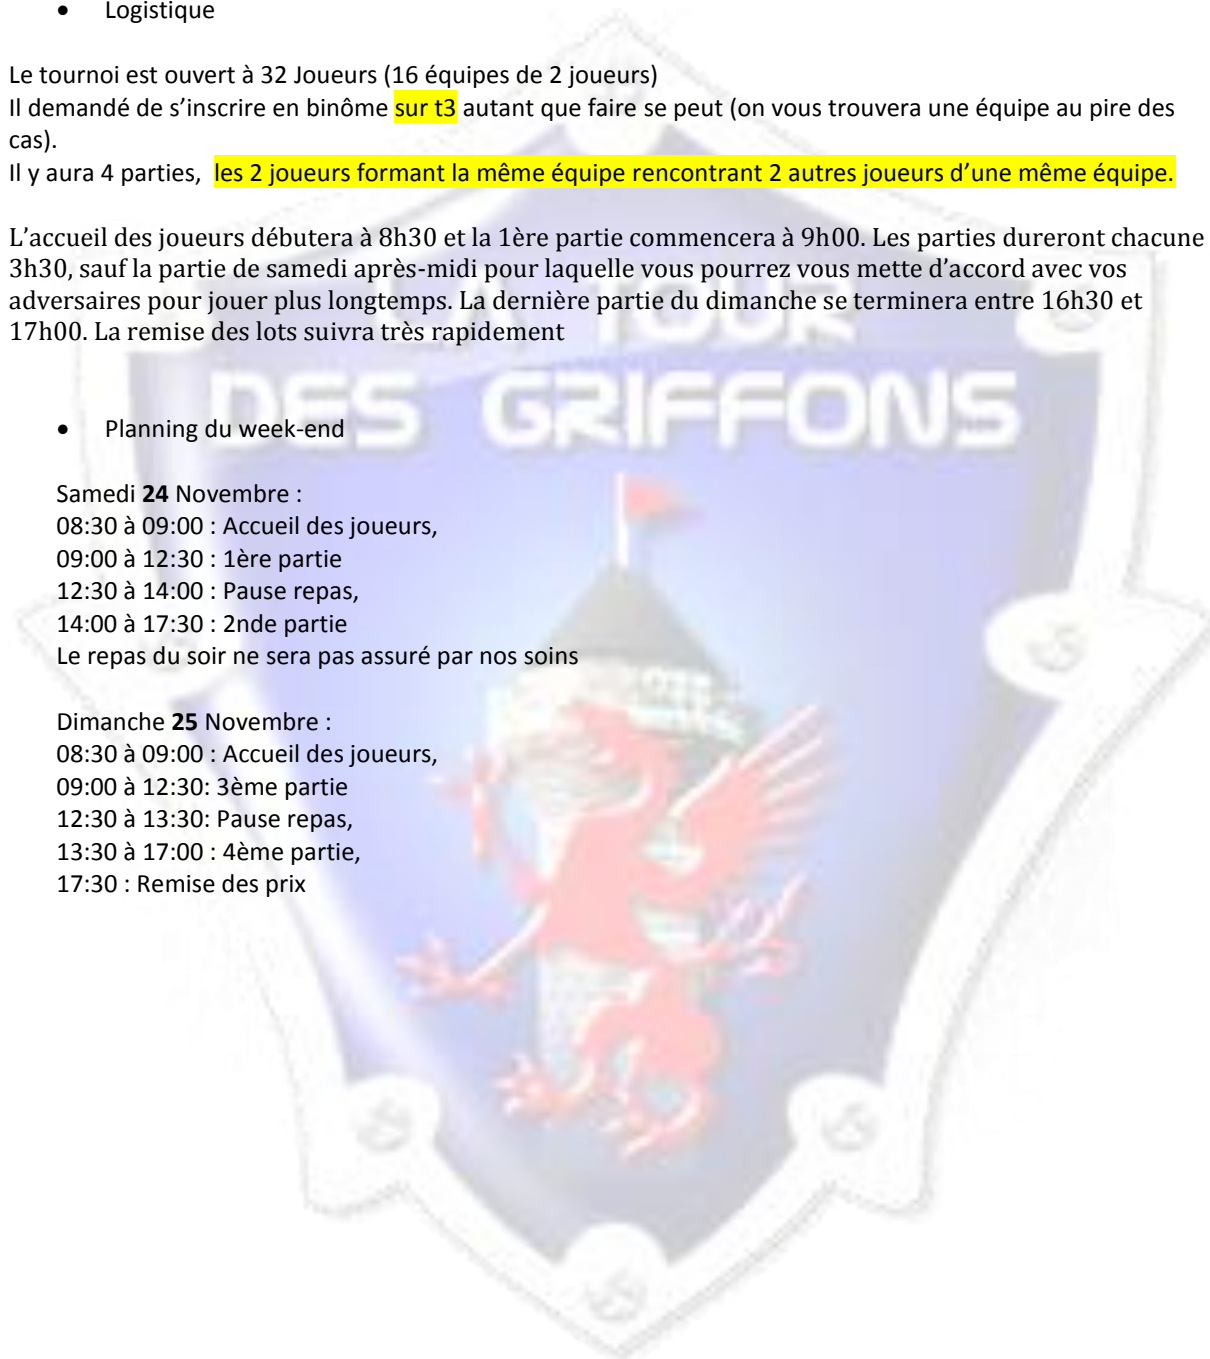 • Logistique
Le tournoi est ouvert à 32 Joueurs (16 équipes de 2 joueurs)
Il demandé de s’inscrire en binôme sur t3 autant que faire se peut (on vous trouvera une équipe au pire des
cas).
Il y aura 4 parties, les 2 joueurs formant la même équipe rencontrant 2 autres joueurs d’une même équipe.
L’accueil des joueurs débutera à 8h30 et la 1ère partie commencera à 9h00. Les parties dureront chacune
3h30, sauf la partie de samedi après-midi pour laquelle vous pourrez vous mette d’accord avec vos
adversaires pour jouer plus longtemps. La dernière partie du dimanche se terminera entre 16h30 et
17h00. La remise des lots suivra très rapidement
LA TOUR
DES GRIFFONS
• Planning du week-end
Samedi 24 Novembre :
08:30 à 09:00 : Accueil des joueurs,
09:00 à 12:30 : 1ère partie
12:30 à 14:00 : Pause repas,
14:00 à 17:30 : 2nde partie
Le repas du soir ne sera pas assuré par nos soins
Dimanche 25 Novembre :
08:30 à 09:00 : Accueil des joueurs,
09:00 à 12:30: 3ème partie
12:30 à 13:30: Pause repas,
13:30 à 17:00 : 4ème partie,
17:30 : Remise des prix